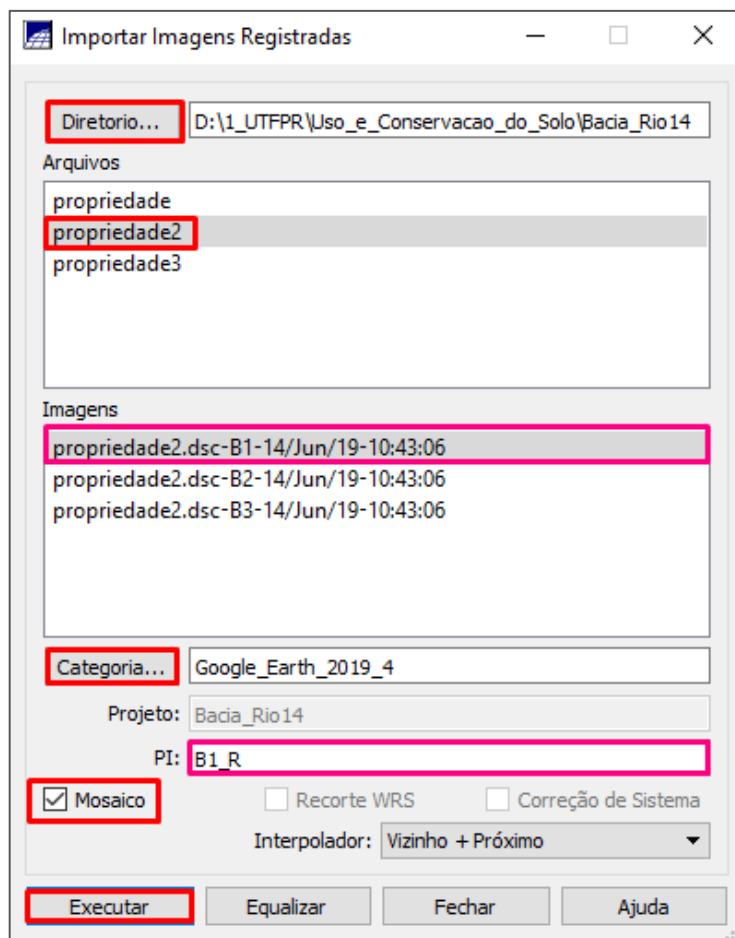 Importar Imagens Registradas
Diretorio... D:\1_UTFPR\Uso_e_Conservacao_do_Solo\Bacia_Rio14
Arquivos
propriedade
propriedade2
propriedade3
Imagens
propriedade2.dsc-B1-14/Jun/19-10:43:06
propriedade2.dsc-B2-14/Jun/19-10:43:06
propriedade2.dsc-B3-14/Jun/19-10:43:06
Categoria... Google_Earth_2019_4
Projeto: Bacia_Rio14
PI: B1_R
Mosaico Recorte WRS Correção de Sistema
Interpolador: Vizinho + Próximo
Executar Equalizar Fechar Ajuda